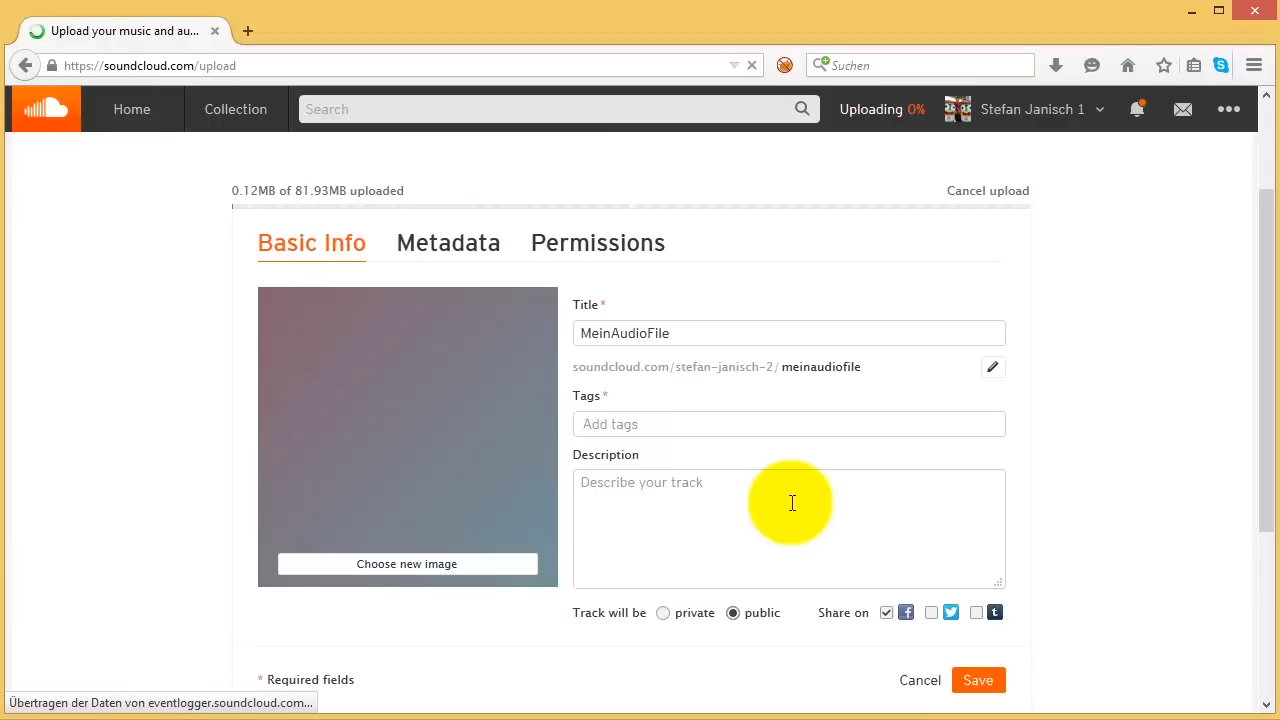 Upload your music and au...
https://soundcloud.com/upload
Suchen
Home
Collection
Search
Uploading 0%
Stefan Janisch 1
0.12MB of 81.93MB uploaded
Cancel upload
Basic Info
Metadata
Permissions
Title *
MeinAudioFile
soundcloud.com/stefan-janisch-2/ meinaudiofile
Tags *
Add tags
Description
Describe your track
Choose new image
Track will be private public Share on
* Required fields
Cancel
Save
Übertragen der Daten von eventlogger.soundcloud.com...